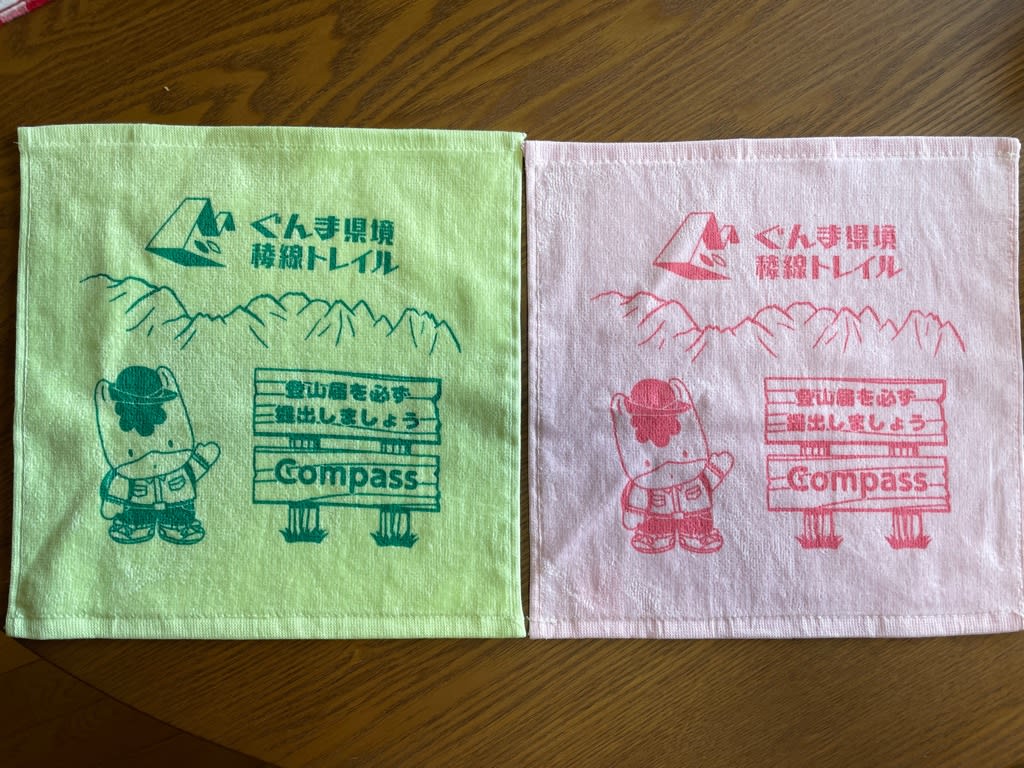 ぐんま県境
稜線トレイル
登山届を必ず
提出しましょう
Compass
ぐんま県境
稜線トレイル
登山届を必ず
提出しましょう
Compass